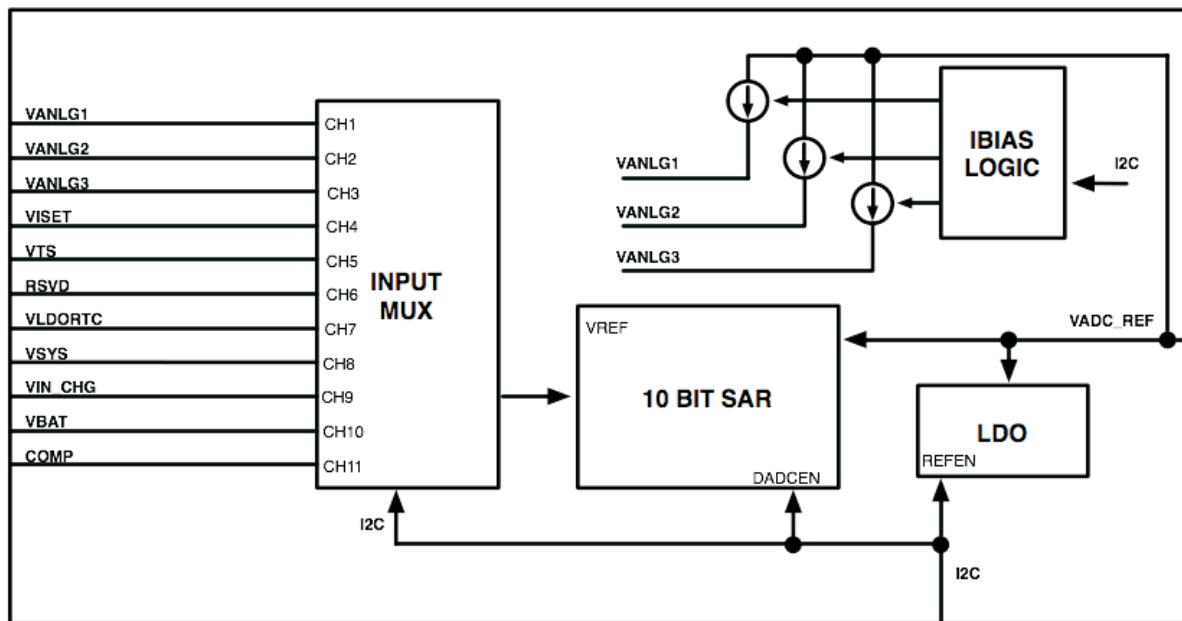 VANLG1
VANLG2
VANLG3
VISET
VTS
RSVD
VLDORTC
VSYS
VIN_CHG
VBAT
COMP
CH1
CH2
CH3
CH4
CH5
CH6
CH7
CH8
CH9
CH10
CH11
INPUT
MUX
I2C
VANLG1
VANLG2
VANLG3
IBIAS
LOGIC
I2C
VREF
10 BIT SAR
DADCEN
VADC_REF
LDO
REFEN
I2C